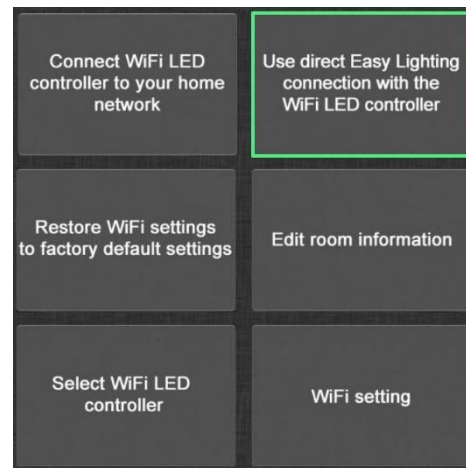 Connect WiFi LED
controller to your home
network
Use direct Easy Lighting
connection with the
WiFi LED controller
Restore WiFi settings
to factory default settings
Edit room information
Select WiFi LED
controller
WiFi setting